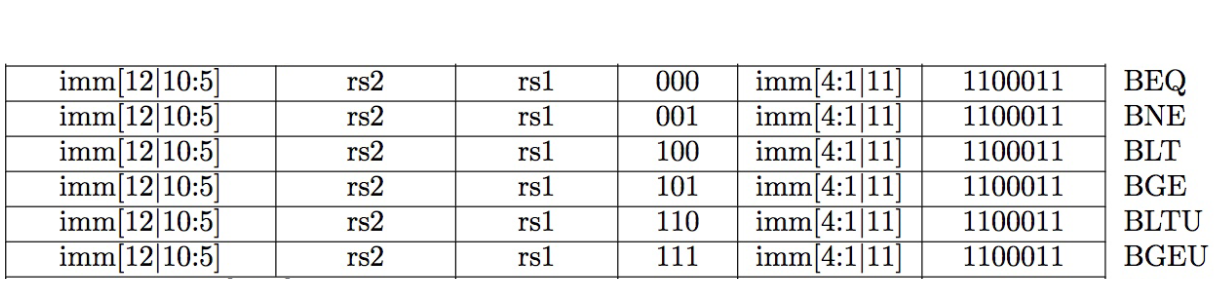 imm[12|10:5] rs2 rs1 000 imm[4:1|11] 1100011 BEQ
imm[12|10:5] rs2 rs1 001 imm[4:1|11] 1100011 BNE
imm[12|10:5] rs2 rs1 100 imm[4:1|11] 1100011 BLT
imm[12|10:5] rs2 rs1 101 imm[4:1|11] 1100011 BGE
imm[12|10:5] rs2 rs1 110 imm[4:1|11] 1100011 BLTU
imm[12|10:5] rs2 rs1 111 imm[4:1|11] 1100011 BGEU